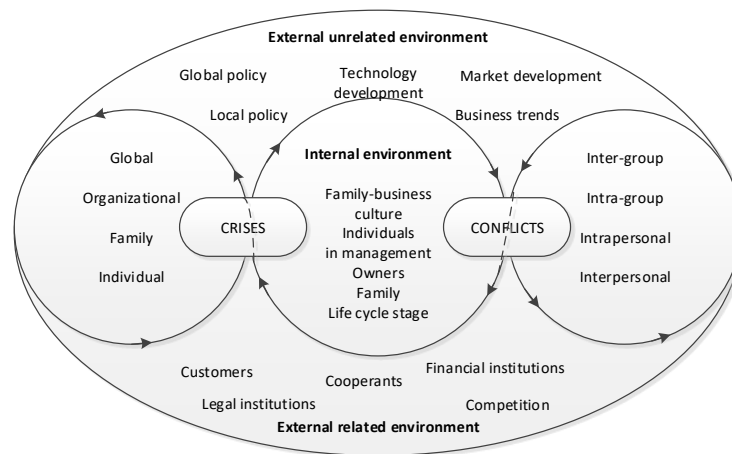 External unrelated environment
Global policy
Technology
development
Market development
Local policy
Business trends
Internal environment
Global
Organizational
Family
Individual
CRISES
Family-business
culture
Individuals
in management
Owners
Family
Life cycle stage
CONFLICTS
Inter-group
Intra-group
Intrapersonal
Interpersonal
Customers
Cooperants
Financial institutions
Legal institutions
Competition
External related environment